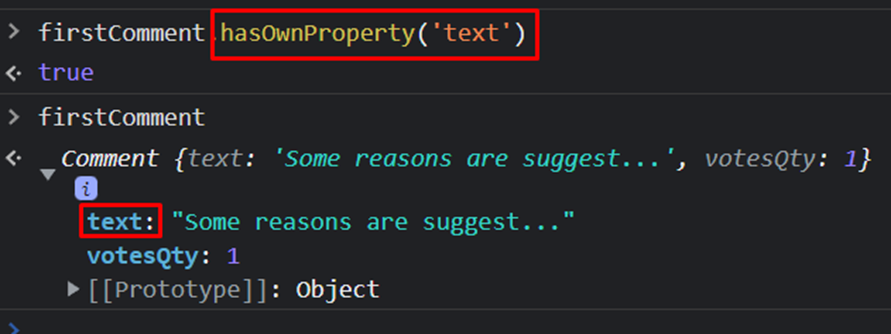 firstComment.hasOwnProperty('text')
true
firstComment
Comment {text: 'Some reasons are suggest...', votesQty: 1}
i
text: "Some reasons are suggest..."
votesQty: 1
[[Prototype]]: Object